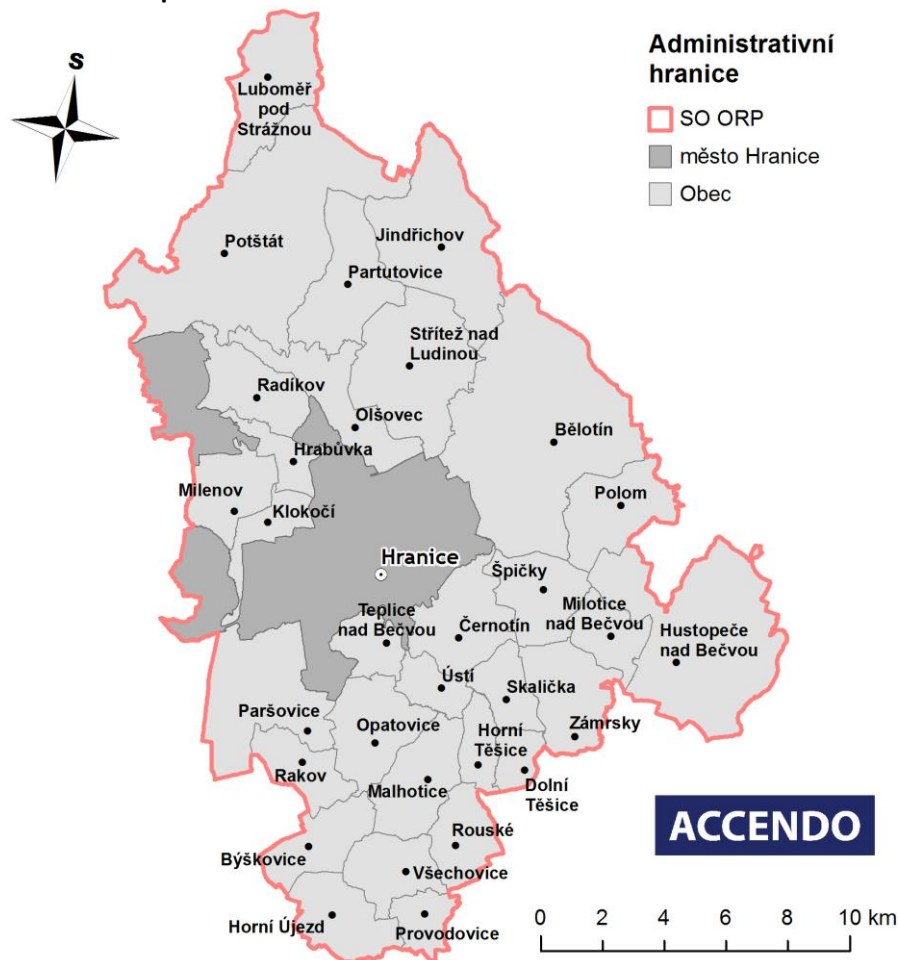 S
Administrativní
hranice
SO ORP
město Hranice
Obec
Luboměř
pod
Strážnou
Potštát
Jindřichov
Partutovice
Střítež nad
Ludinou
Radíkov
Olšovec
Bělotín
Hrabůvka
Milenov
Klokočí
Polom
Hranice
Špičky
Teplice
nad Bečvou
Černotín
Milotice
nad Bečvou
Hustopeče
nad Bečvou
Ústí
Skalička
Paršovice
Opatovice
Horní
Těšice
Zámrsky
Rakov
Malhotice
Dolní
Těšice
ACCENDO
Rouské
Býškovice
Všechovice
Horní Újezd
Provodovice
0 2 4 6 8 10 km